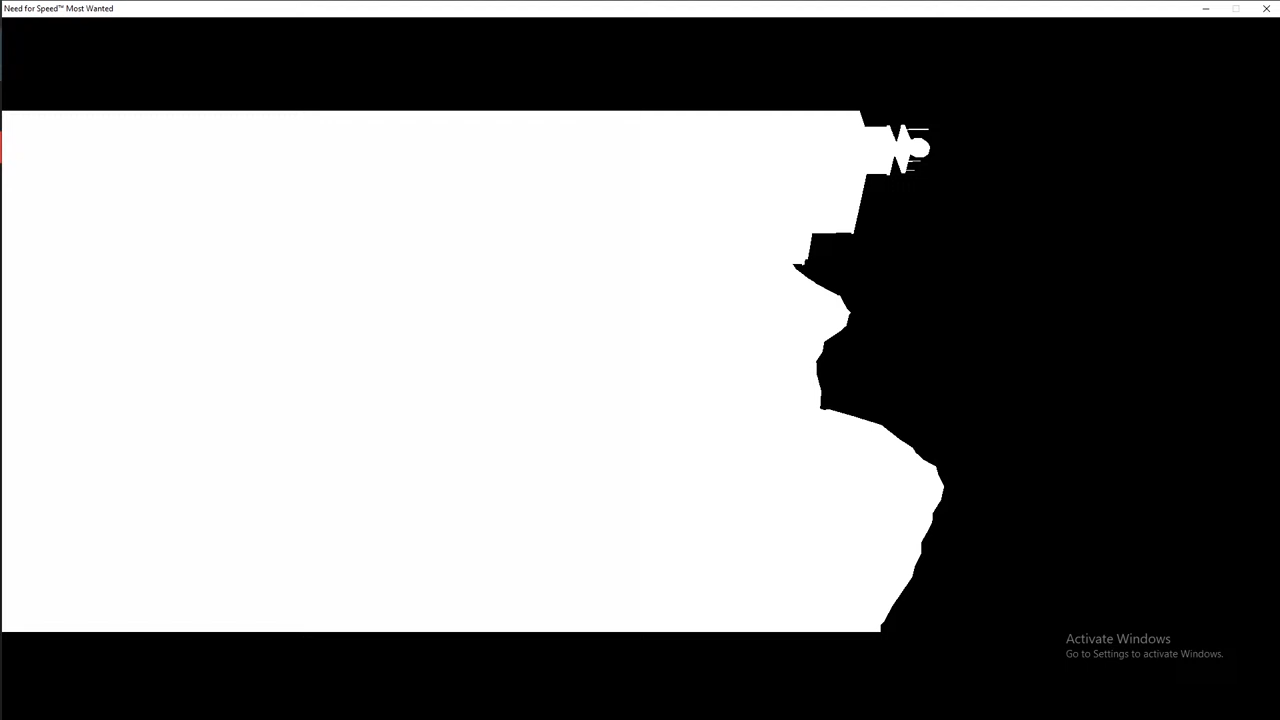 Need for Speed™ Most Wanted
Activate Windows
Go to Settings to activate Windows.